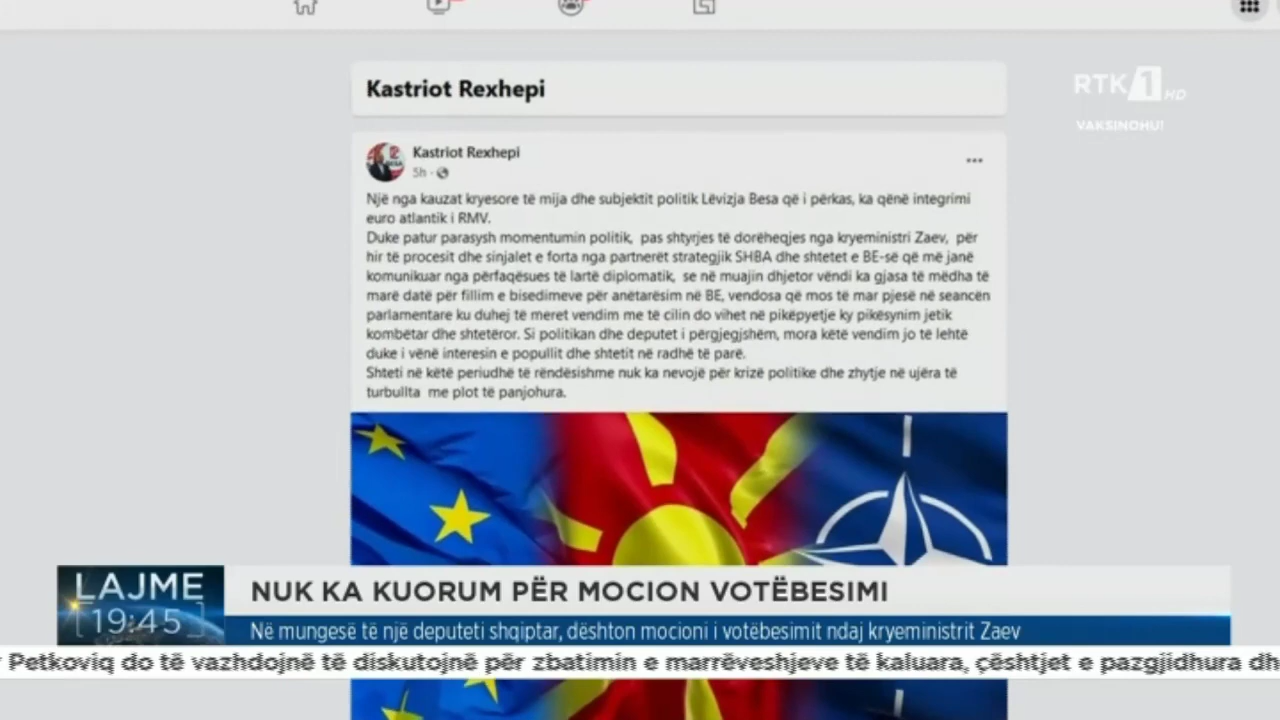 Kastriot Rexhepi
RTK 1 HD
VAKSINOHU!
Kastriot Rexhepi
5h
Një nga kauzat kryesore të mija dhe subjektit politik Lëvizja Besa që i përkas, ka qënë integrimi
euro atlantik i RMV.
Duke patur parasysh momentumin politik, pas shtyrjes të dorëheqjes nga kryeministri Zaev, për
hir të procesit dhe sinjalet e forta nga partnerët strategjik SHBA dhe shtetet e BE-së që më janë
komunikuar nga përfaqësues të lartë diplomatik, se në muajin dhjetor vëndi ka gjasa të mëdha të
marë datë për fillim e bisedimeve për anëtarësim në BE, vendosa që mos të mar pjesë në seancën
parlamentare ku duhej të meret vendim me të cilin do vihet në pikëpyetje ky pikësynim jetik
kombëtar dhe shtetëror. Si politikan dhe deputet i përgjegjshëm, mora këtë vendim jo të lehtë
duke i vënë interesin e popullit dhe shtetit në radhë të parë.
Shteti në këtë periudhë të rëndësishme nuk ka nevojë për krizë politike dhe zhytje në ujëra të
turbullta me plot të panjohura.
LAJME
19:45
NUK KA KUORUM PËR MOCION VOTËBESIMI
Në mungesë të një deputeti shqiptar, dështon mocioni i votëbesimit ndaj kryeministrit Zaev
Petkoviq do të vazhdojnë të diskutojnë për zbatimin e marrëveshjeve të kaluara, çështjet e pazgjidhura dh